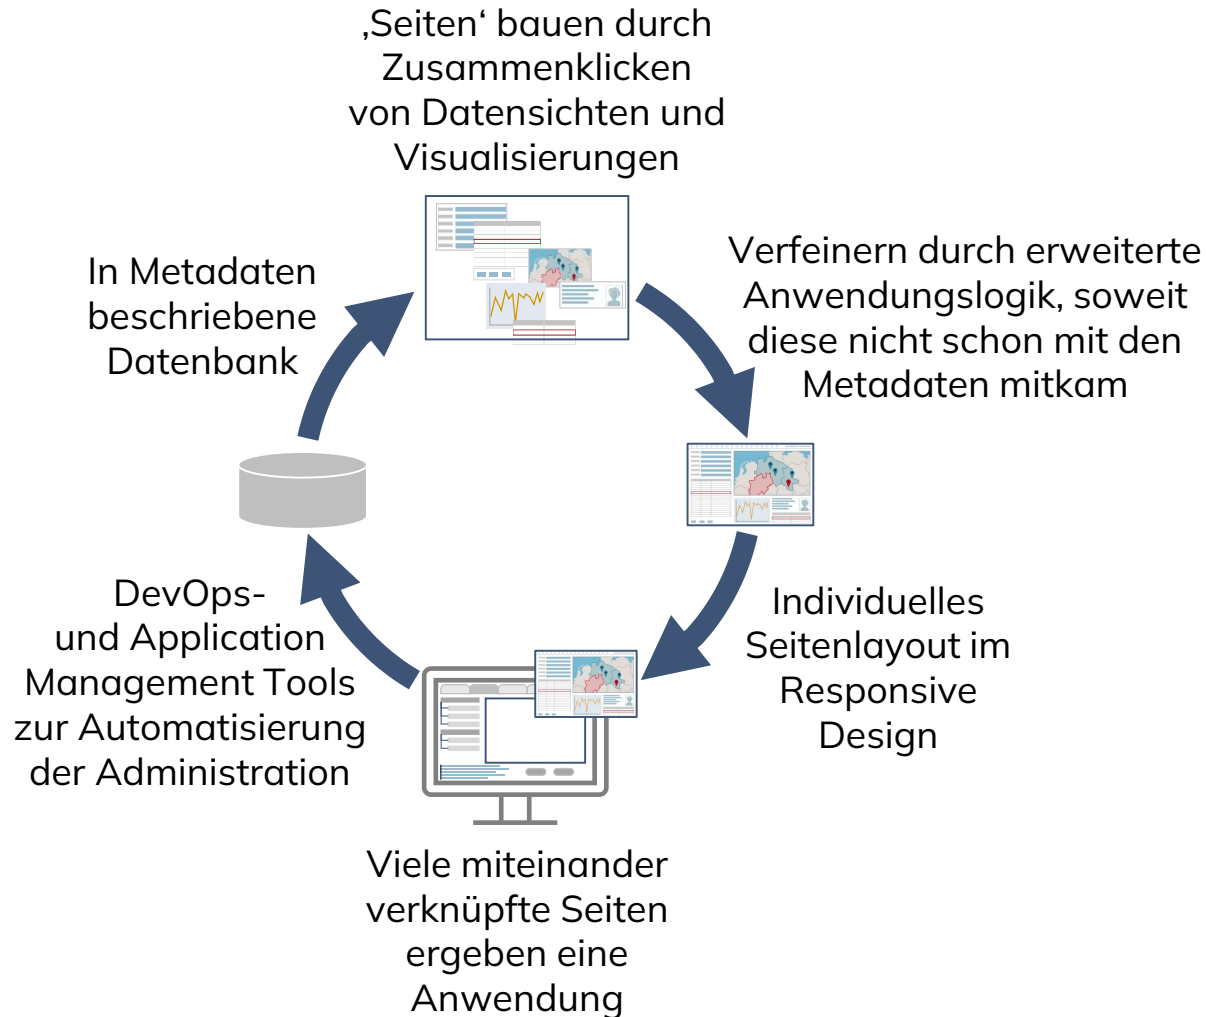 ‚Seiten‘ bauen durch
Zusammenklicken
von Datensichten und
Visualisierungen
In Metadaten
beschriebene
Datenbank
Verfeinern durch erweiterte
Anwendungslogik, soweit
diese nicht schon mit den
Metadaten mitkam
DevOps-
und Application
Management Tools
zur Automatisierung
der Administration
Individuelles
Seitenlayout im
Responsive
Design
Viele miteinander
verknüpfte Seiten
ergeben eine
Anwendung